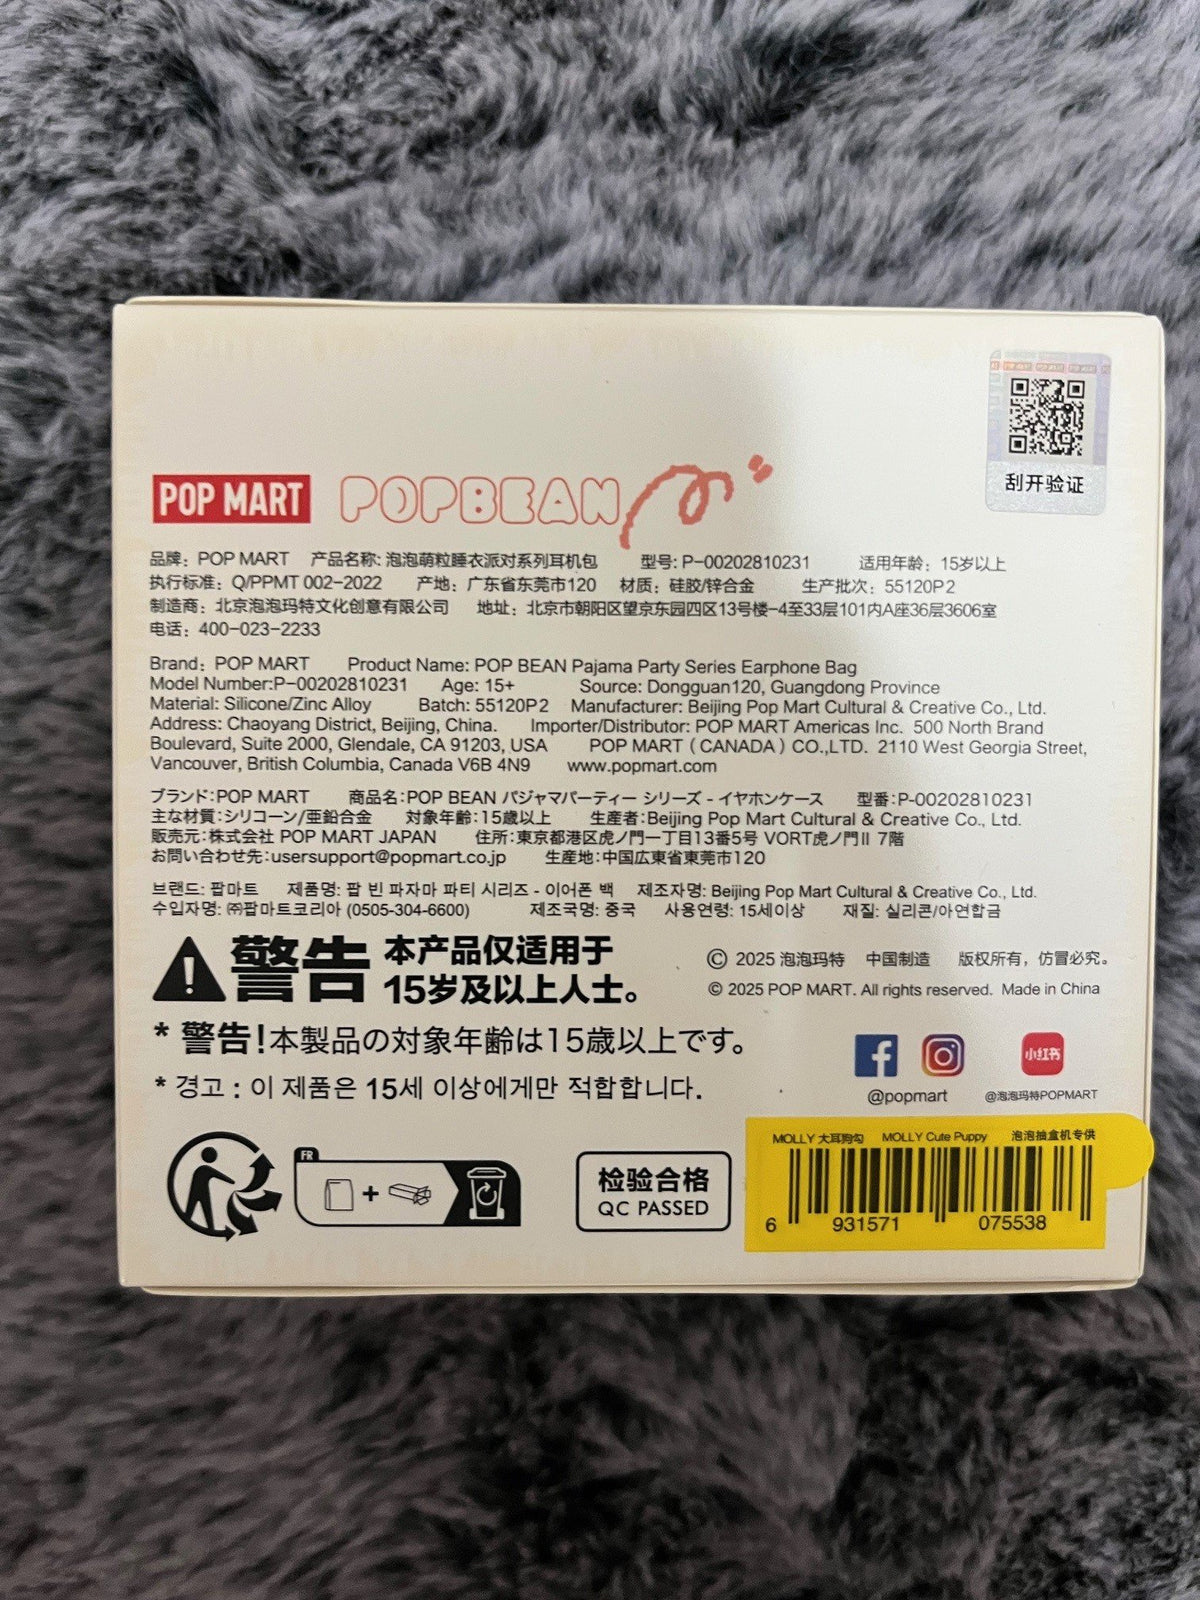 刮开验证
POP MART POPBEAN
品牌：POP MART 产品名称: 泡泡萌粒睡衣派对系列耳机包 型号: P-00202810231 适用年龄：15岁以上
执行标准：Q/PPMT 002-2022 产地：广东省东莞市120 材质：硅胶/锌合金 生产批次：55120P2
制造商：北京泡泡玛特文化创意有限公司 地址：北京市朝阳区望京东园四区13号楼-4至33层101内A座36层3606室
电话：400-023-2233
Brand：POP MART Product Name: POP BEAN Pajama Party Series Earphone Bag
Model Number:P-00202810231 Age: 15+ Source: Dongguan120, Guangdong Province
Material: Silicone/Zinc Alloy Batch: 55120P2 Manufacturer: Beijing Pop Mart Cultural & Creative Co., Ltd.
Address: Chaoyang District, Beijing, China. Importer/Distributor: POP MART Americas Inc. 500 North Brand
Boulevard, Suite 2000, Glendale, CA 91203, USA POP MART（CANADA）CO.,LTD. 2110 West Georgia Street,
Vancouver, British Columbia, Canada V6B 4N9 www.popmart.com
ブランド：POP MART 商品名：POP BEAN パジャマパーティー シリーズ - イヤホンケース 型番：P-00202810231
主な材質：シリコーン/亜鉛合金 対象年齢：15歳以上 生産者：Beijing Pop Mart Cultural & Creative Co., Ltd.
販売元：株式会社 POP MART JAPAN 住所：東京都港区虎ノ門一丁目13番5号 VORT虎ノ門II 7階
お問い合わせ先：usersupport@popmart.co.jp 生産地：中国広東省東莞市120
브랜드: 팝마트 제품명: 팝 빈 파자마 파티 시리즈 - 이어폰 백 제조자명: Beijing Pop Mart Cultural & Creative Co., Ltd.
수입자명: ㈜팝마트코리아 (0505-304-6600) 제조국명: 중국 사용연령: 15세이상 재질: 실리콘/아연합금
警告 本产品仅适用于
15岁及以上人士。
© 2025 泡泡玛特 中国制造 版权所有，仿冒必究。
© 2025 POP MART. All rights reserved. Made in China
* 警告!本製品の対象年齢は15歳以上です。
* 경고 : 이 제품은 15세 이상에게만 적합합니다.
小红书
@popmart @泡泡玛特POPMART
FR
检验合格
QC PASSED
MOLLY 大耳狗勾 MOLLY Cute Puppy 泡泡抽盒机专供
6 931571 075538